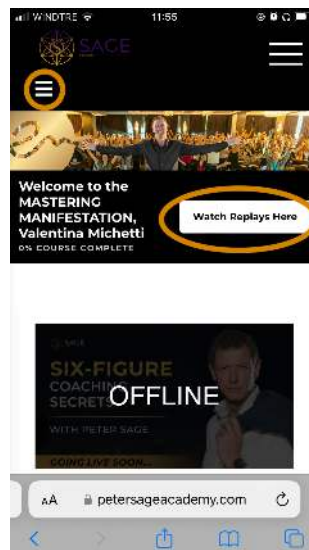 WINDTRE
11:55
SAGE
Welcome to the
MASTERING
MANIFESTATION,
Valentina Michetti
0% COURSE COMPLETE
Watch Replays Here
SAGE
SIX-FIGURE
COACHING
SECRETS
OFFLINE
WITH PETER SAGE
GOING LIVE SOON...
AA petersageacademy.com